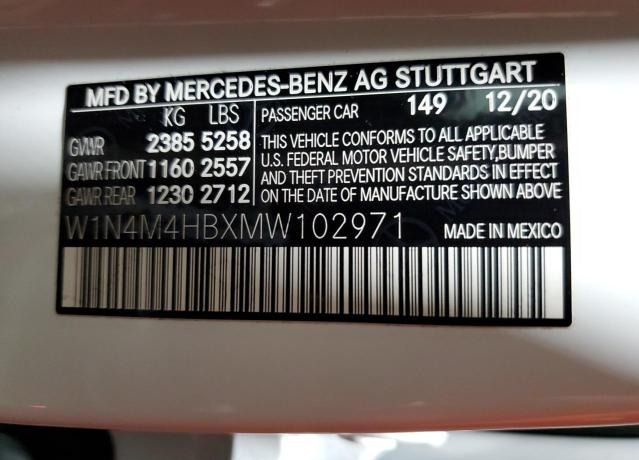 MFD BY MERCEDES-BENZ AG STUTTGART
KG LBS
GVWR 2385 5258
GAWR FRONT 1160 2557
GAWR REAR 1230 2712
PASSENGER CAR 149 12/20
THIS VEHICLE CONFORMS TO ALL APPLICABLE
U.S. FEDERAL MOTOR VEHICLE SAFETY,BUMPER
AND THEFT PREVENTION STANDARDS IN EFFECT
ON THE DATE OF MANUFACTURE SHOWN ABOVE
W1N4M4HBXMW102971 MADE IN MEXICO